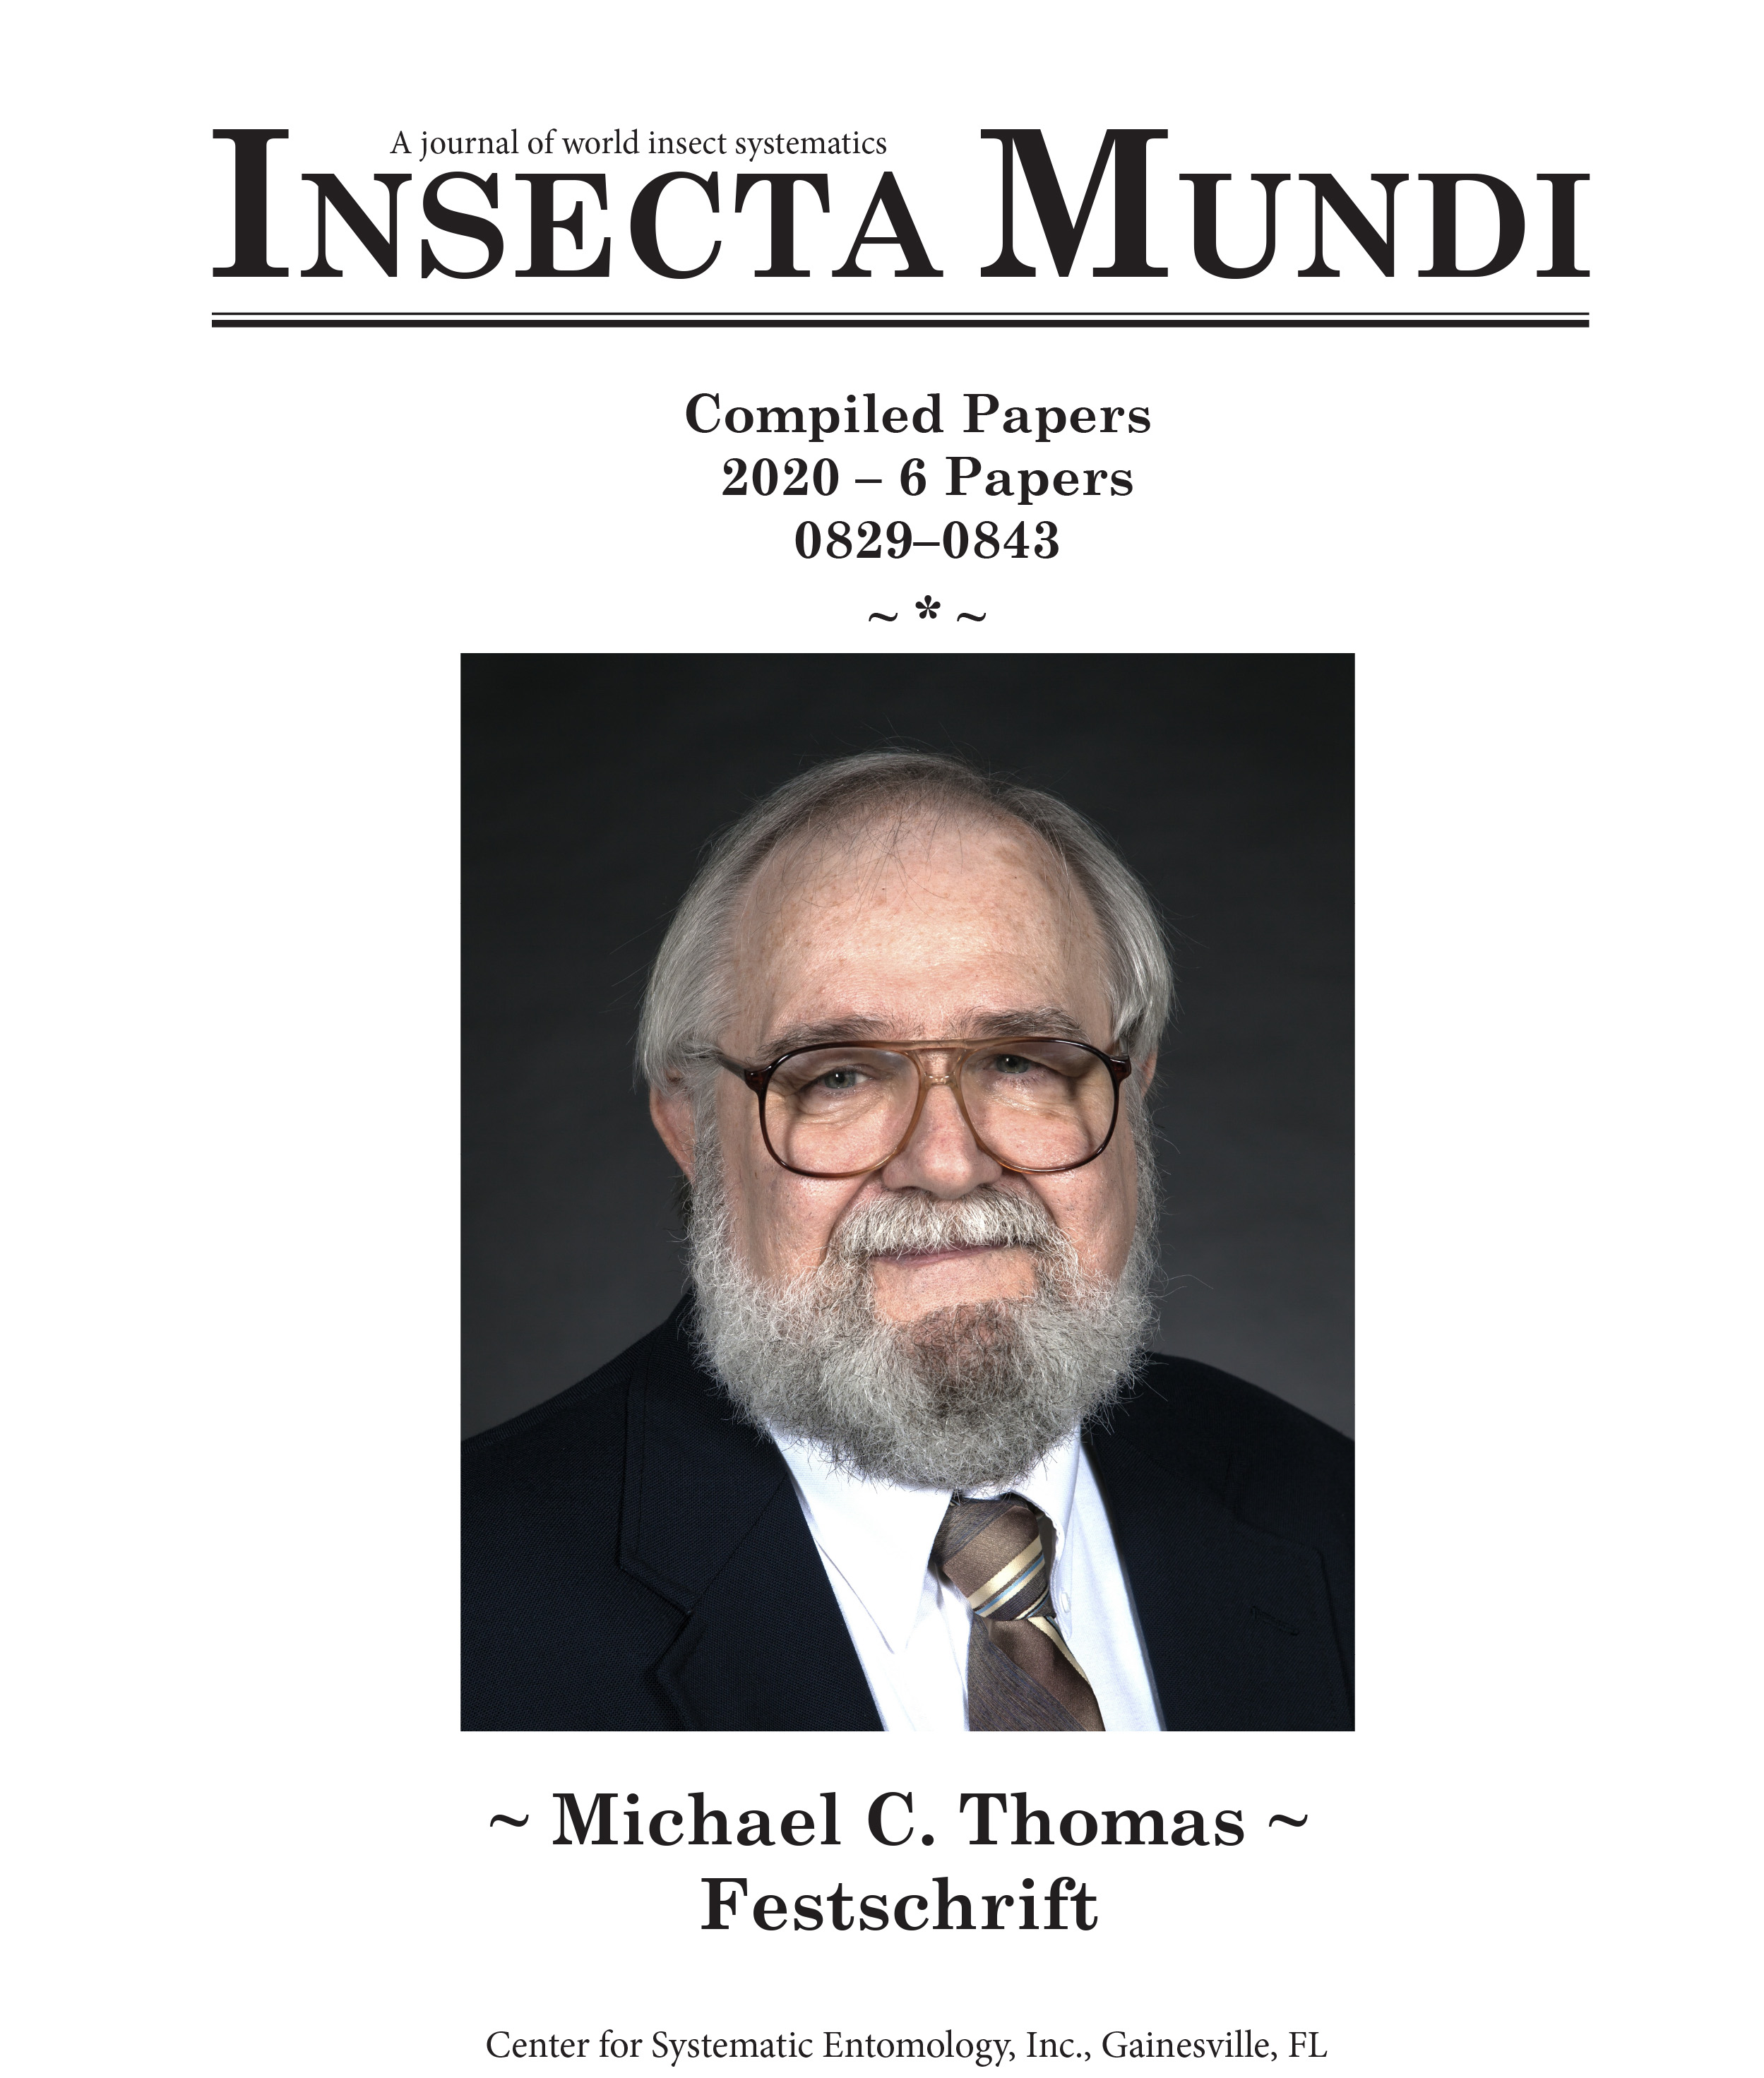 A journal of world insect systematics
INSECTA MUNDI
Compiled Papers
2020 – 6 Papers
0829–0843
~ * ~
~ Michael C. Thomas ~
Festschrift
Center for Systematic Entomology, Inc., Gainesville, FL